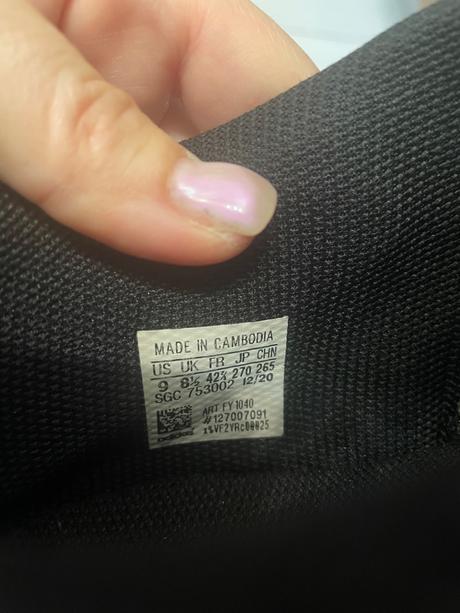 MADE IN CAMBODIA
US UK FR JP CHN
9 8½ 42⅔ 270 265
SGC 753002 12/20
ART FY1040
#127007091
adidas